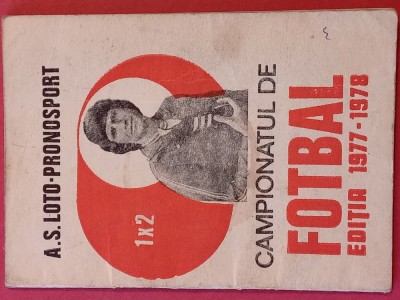 A.S. LOTO-PRONOSPORT
1x2
CAMPIONATUL DE
FOTBAL
EDIȚIA 1977-1978